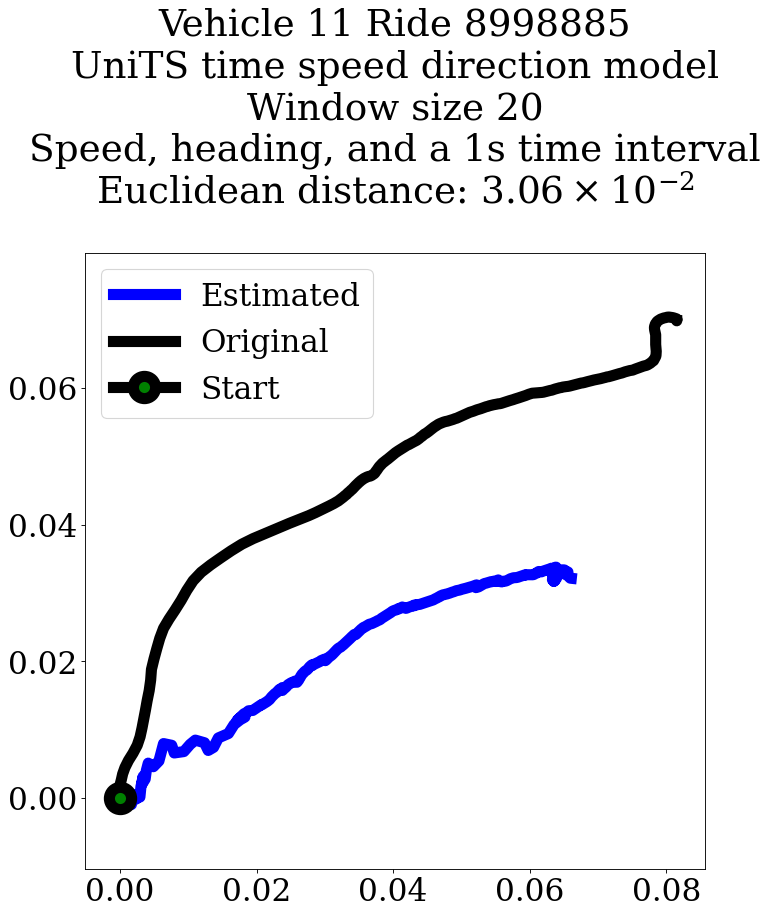 Vehicle 11 Ride 8998885
UniTS time speed direction model
Window size 20
Speed, heading, and a 1s time interval
Euclidean distance: 3.06 × 10⁻²
Estimated
Original
Start
0.06
0.04
0.02
0.00
0.00 0.02 0.04 0.06 0.08